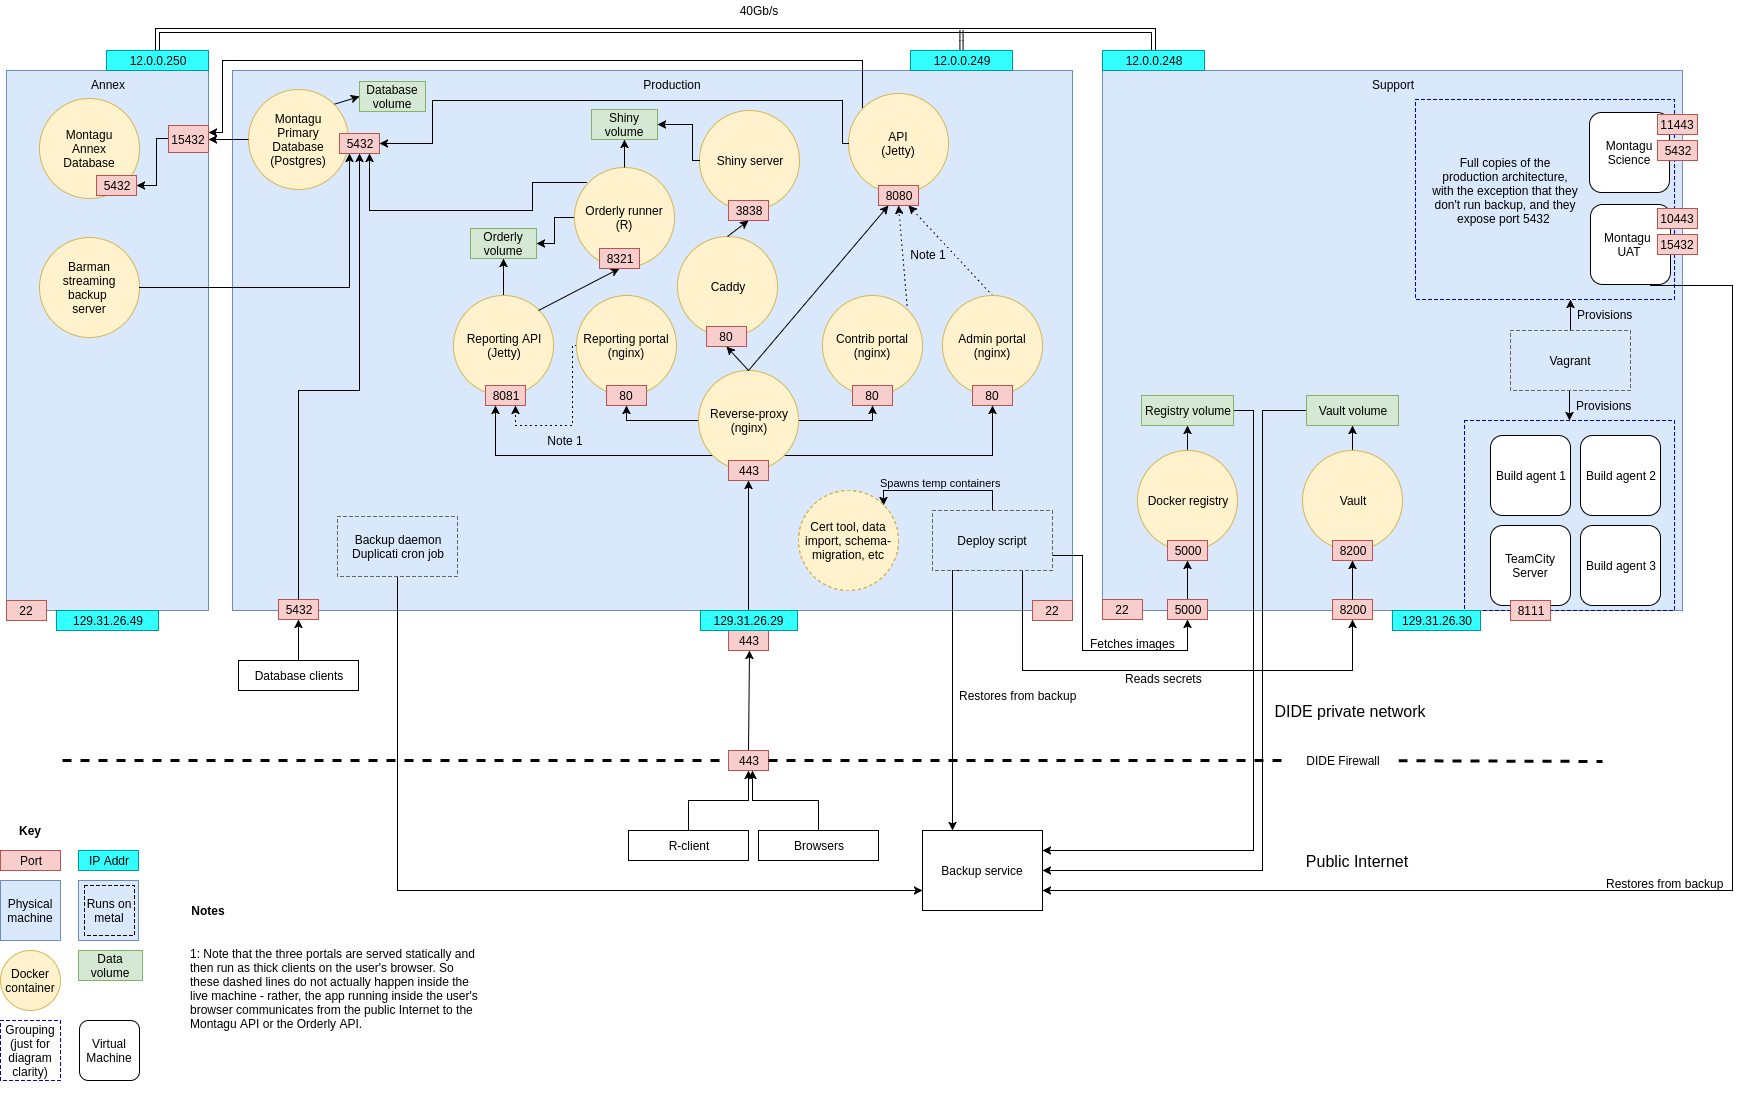 40Gb/s
12.0.0.250
12.0.0.249
12.0.0.248
Annex
Montagu
Annex
Database
5432
15432
Barman
streaming
backup
server
22
129.31.26.49
Production
Montagu
Primary
Database
(Postgres)
5432
Database
volume
Shiny
volume
Shiny server
3838
API
(Jetty)
8080
Orderly runner
(R)
8321
Orderly
volume
Note 1
Caddy
80
Reporting API
(Jetty)
8081
Reporting portal
(nginx)
80
Contrib portal
(nginx)
80
Admin portal
(nginx)
80
Reverse-proxy
(nginx)
443
Note 1
Spawns temp containers
Cert tool, data
import, schema-
migration, etc
Deploy script
Backup daemon
Duplicati cron job
5432
129.31.26.29
443
22
Database clients
Support
Full copies of the
production architecture,
with the exception that they
don't run backup, and they
expose port 5432
Montagu
Science
11443
5432
Montagu
UAT
10443
15432
Provisions
Vagrant
Provisions
Registry volume
Vault volume
Docker registry
5000
Vault
8200
Build agent 1
Build agent 2
TeamCity
Server
Build agent 3
22
5000
8200
8111
129.31.26.30
Fetches images
Reads secrets
Restores from backup
DIDE private network
443
DIDE Firewall
R-client
Browsers
Backup service
Public Internet
Restores from backup
Key
Port
IP Addr
Physical
machine
Runs on
metal
Docker
container
Data
volume
Grouping
(just for
diagram
clarity)
Virtual
Machine
Notes
1: Note that the three portals are served statically and
then run as thick clients on the user's browser. So
these dashed lines do not actually happen inside the
live machine - rather, the app running inside the user's
browser communicates from the public Internet to the
Montagu API or the Orderly API.